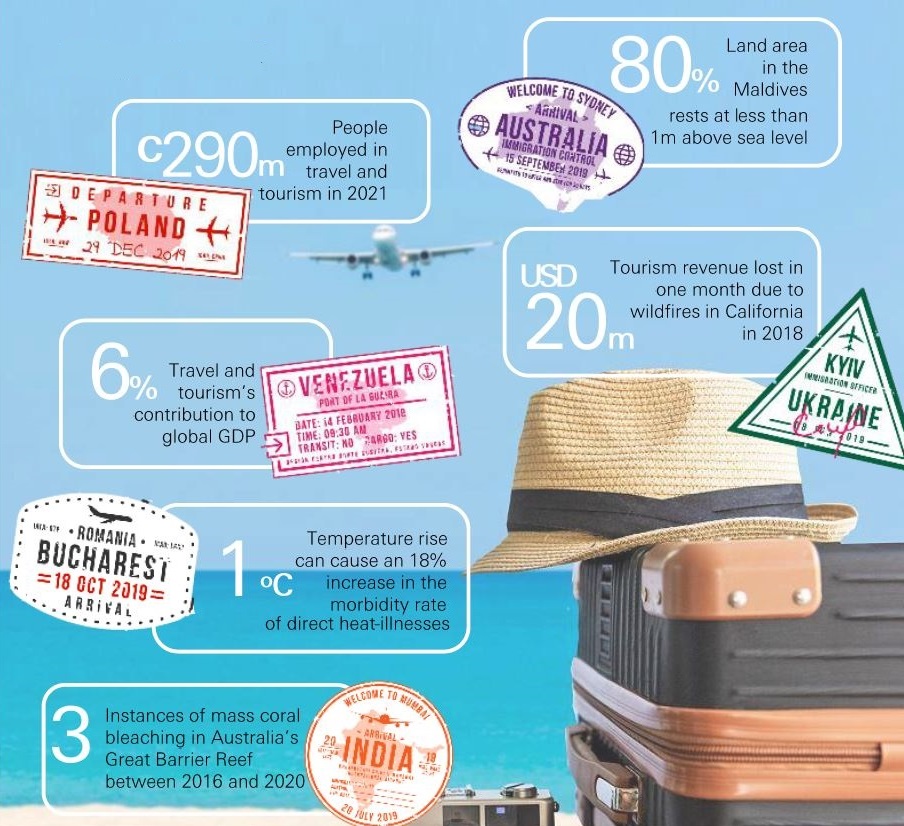 80%
Land area
in the
Maldives
rests at less than
1m above sea level
WELCOME TO SYDNEY
ARRIVAL
AUSTRALIA
IMMIGRATION CONTROL
15 SEPTEMBER 2019
c290m
People
employed in
travel and
tourism in 2021
DEPARTURE
POLAND
29 DEC 2019
USD
20m
Tourism revenue lost in
one month due to
wildfires in California
in 2018
KYIV
IMMIGRATION OFFICER
UKRAINE
6%
Travel and
tourism's
contribution to
global GDP
VENEZUELA
PORT DE LA GUAIRA
DATE: 14 FEBRUARY 2018
TIME: 09:30 AM
TRANSIT: NO CARGO: YES
ROMANIA
BUCHAREST
=18 OCT 2019=
ARRIVAL
1°C
Temperature rise
can cause an 18%
increase in the
morbidity rate
of direct heat-illnesses
3
Instances of mass coral
bleaching in Australia's
Great Barrier Reef
between 2016 and 2020
WELCOME TO MUMBAI
- ARRIVAL -
20
18
INDIA
20 JULY 2019